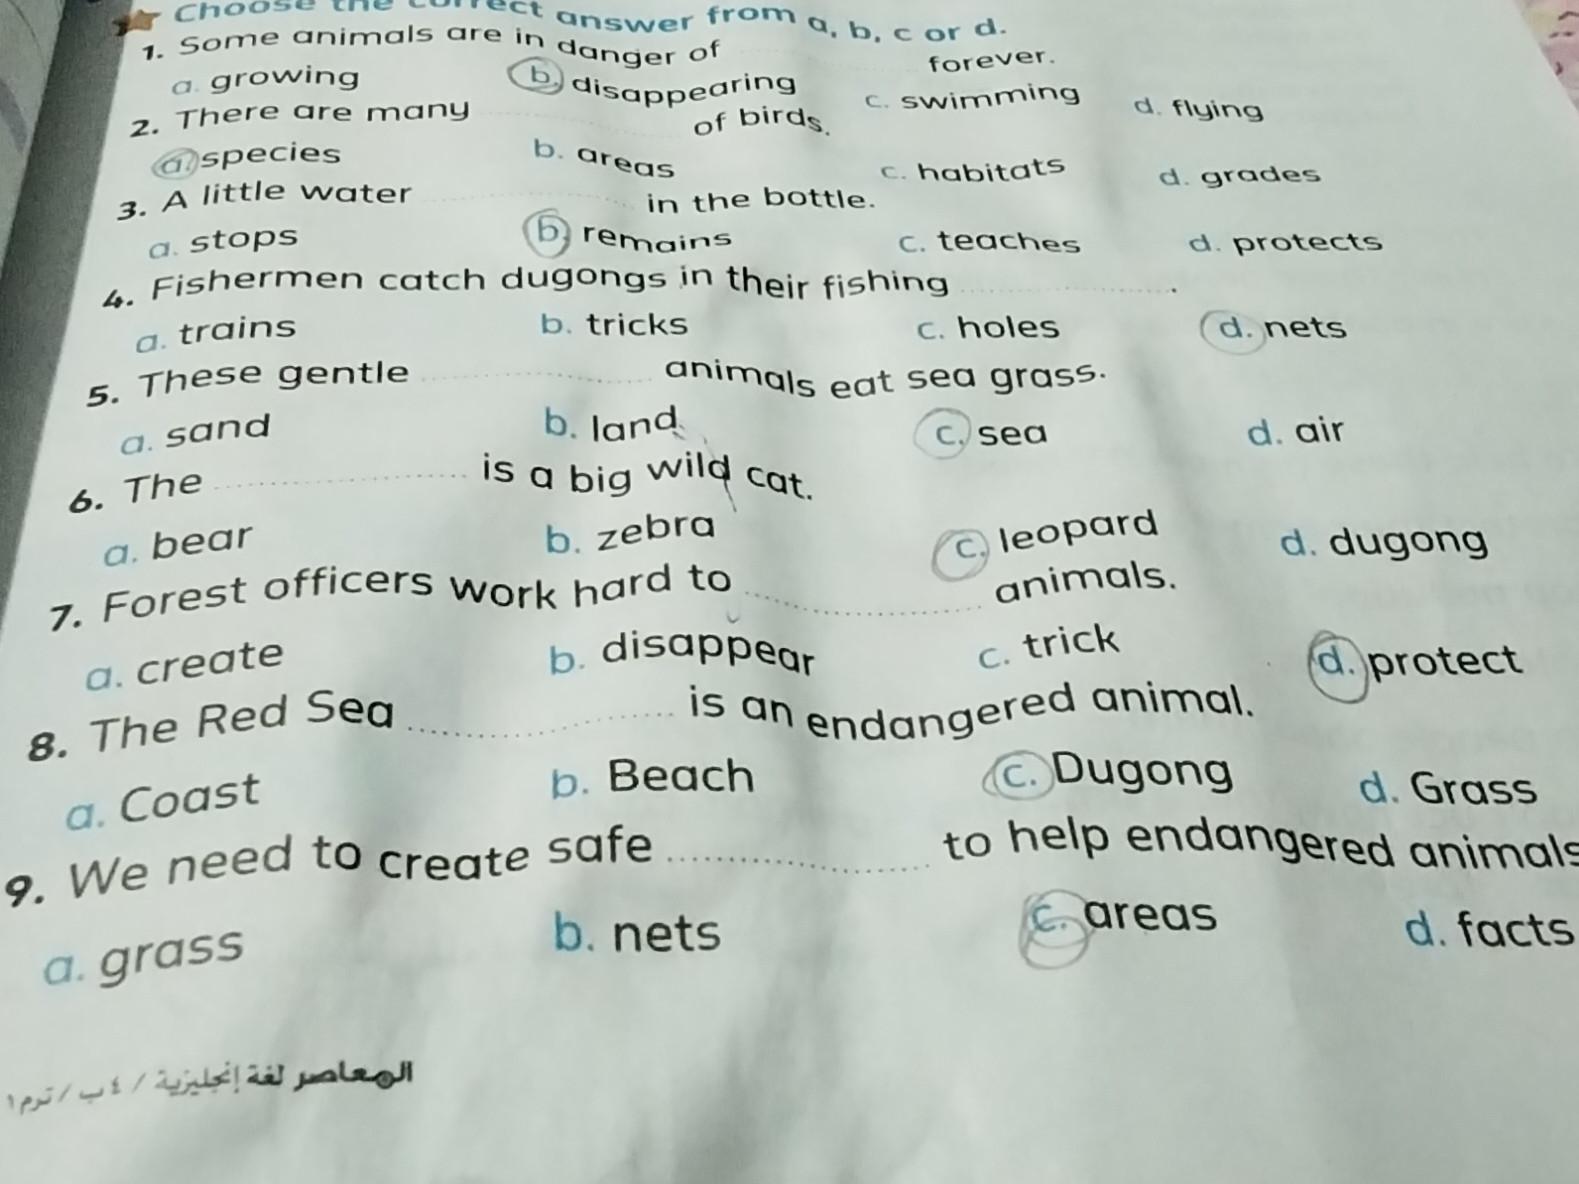 Choose the correct answer from a, b, c or d.
1. Some animals are in danger of ............ forever.
a. growing b. disappearing c. swimming d. flying
2. There are many ............ of birds.
a. species b. areas c. habitats d. grades
3. A little water ............ in the bottle.
a. stops b. remains c. teaches d. protects
4. Fishermen catch dugongs in their fishing ............ .
a. trains b. tricks c. holes d. nets
5. These gentle ............ animals eat sea grass.
a. sand b. land c. sea d. air
6. The ............ is a big wild cat.
a. bear b. zebra c. leopard d. dugong
7. Forest officers work hard to ............ animals.
a. create b. disappear c. trick d. protect
8. The Red Sea ............ is an endangered animal.
a. Coast b. Beach c. Dugong d. Grass
9. We need to create safe ............ to help endangered animals
a. grass b. nets c. areas d. facts
المعاصر لغة إنجليزية / ٤ ب / ترم ١